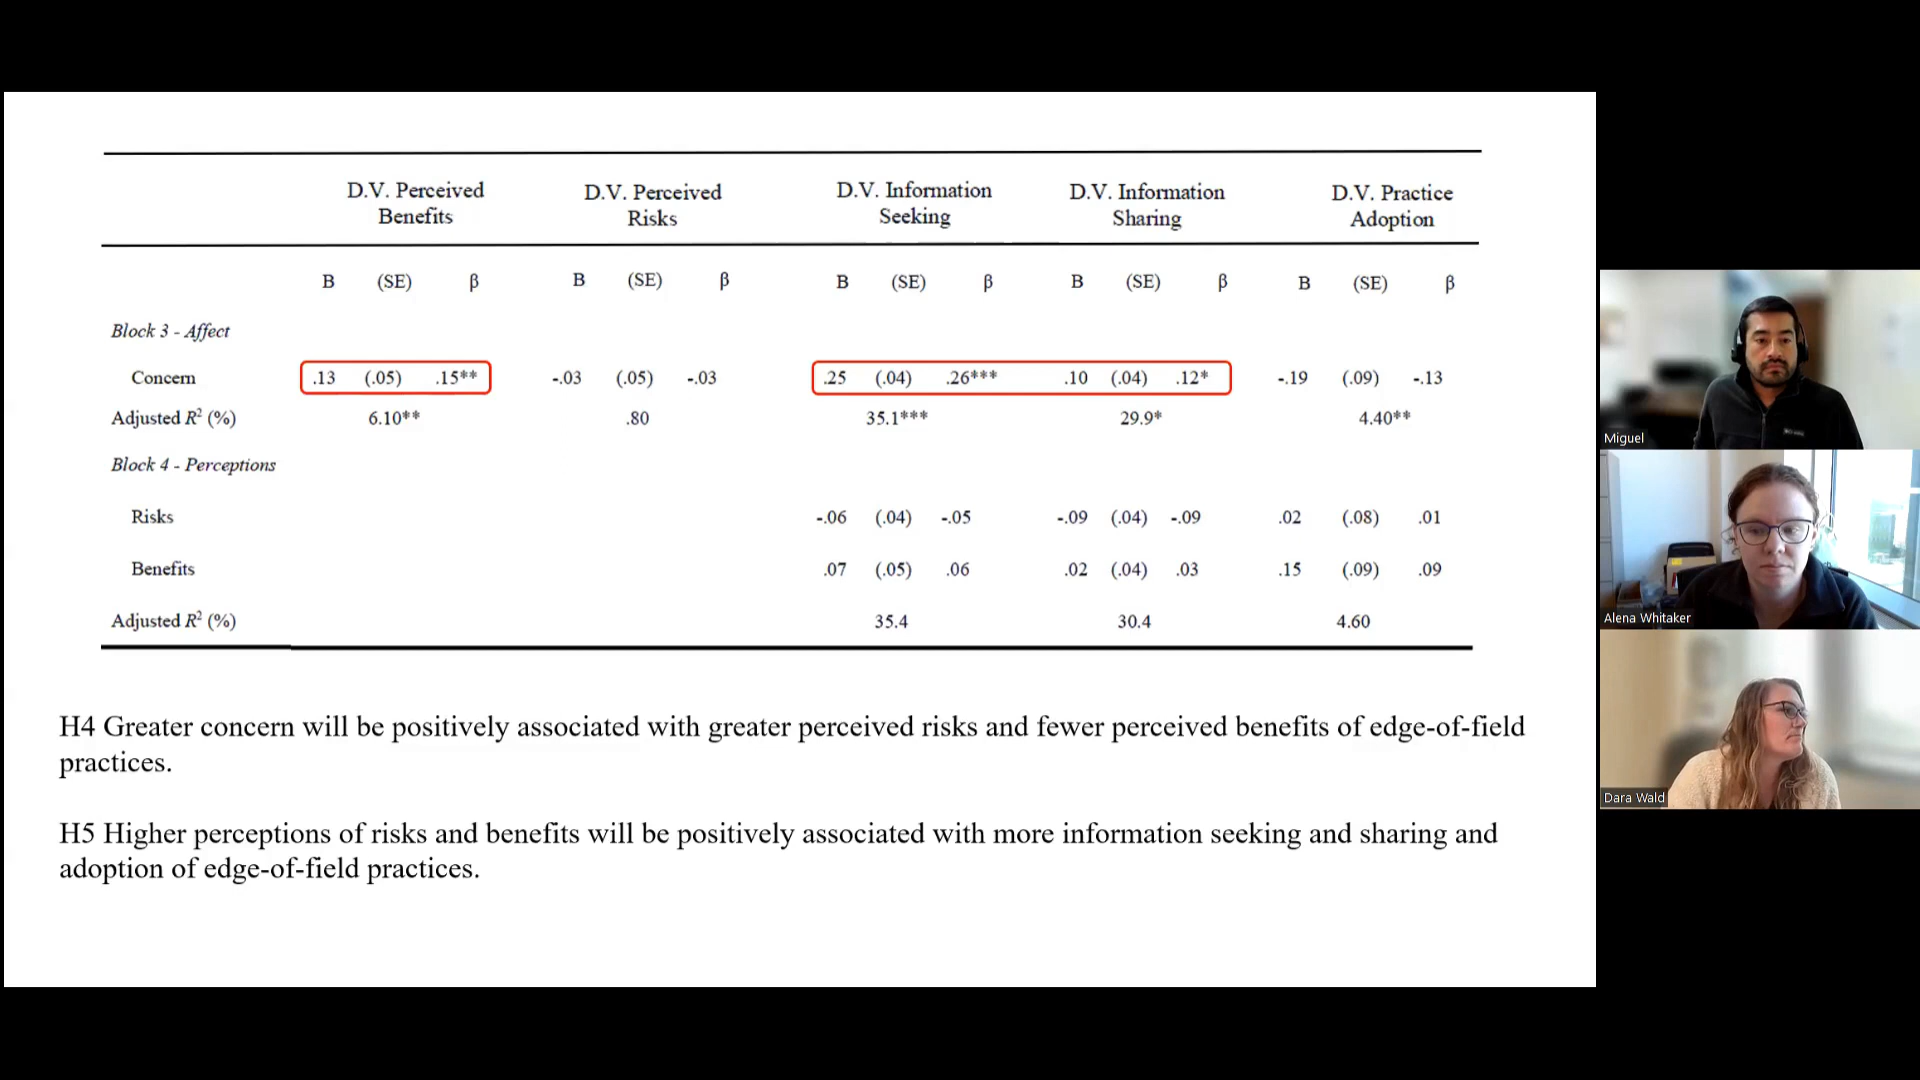 D.V. Perceived Benefits D.V. Perceived Risks D.V. Information Seeking D.V. Information Sharing D.V. Practice Adoption
B (SE) β B (SE) β B (SE) β B (SE) β B (SE) β
Block 3 - Affect
Concern .13 (.05) .15** -.03 (.05) -.03 .25 (.04) .26*** .10 (.04) .12* -.19 (.09) -.13
Adjusted R² (%) 6.10** .80 35.1*** 29.9* 4.40**
Block 4 - Perceptions
Risks -.06 (.04) -.05 -.09 (.04) -.09 .02 (.08) .01
Benefits .07 (.05) .06 .02 (.04) .03 .15 (.09) .09
Adjusted R² (%) 35.4 30.4 4.60
H4 Greater concern will be positively associated with greater perceived risks and fewer perceived benefits of edge-of-field
practices.
H5 Higher perceptions of risks and benefits will be positively associated with more information seeking and sharing and
adoption of edge-of-field practices.
Miguel
Alena Whitaker
Dara Wald